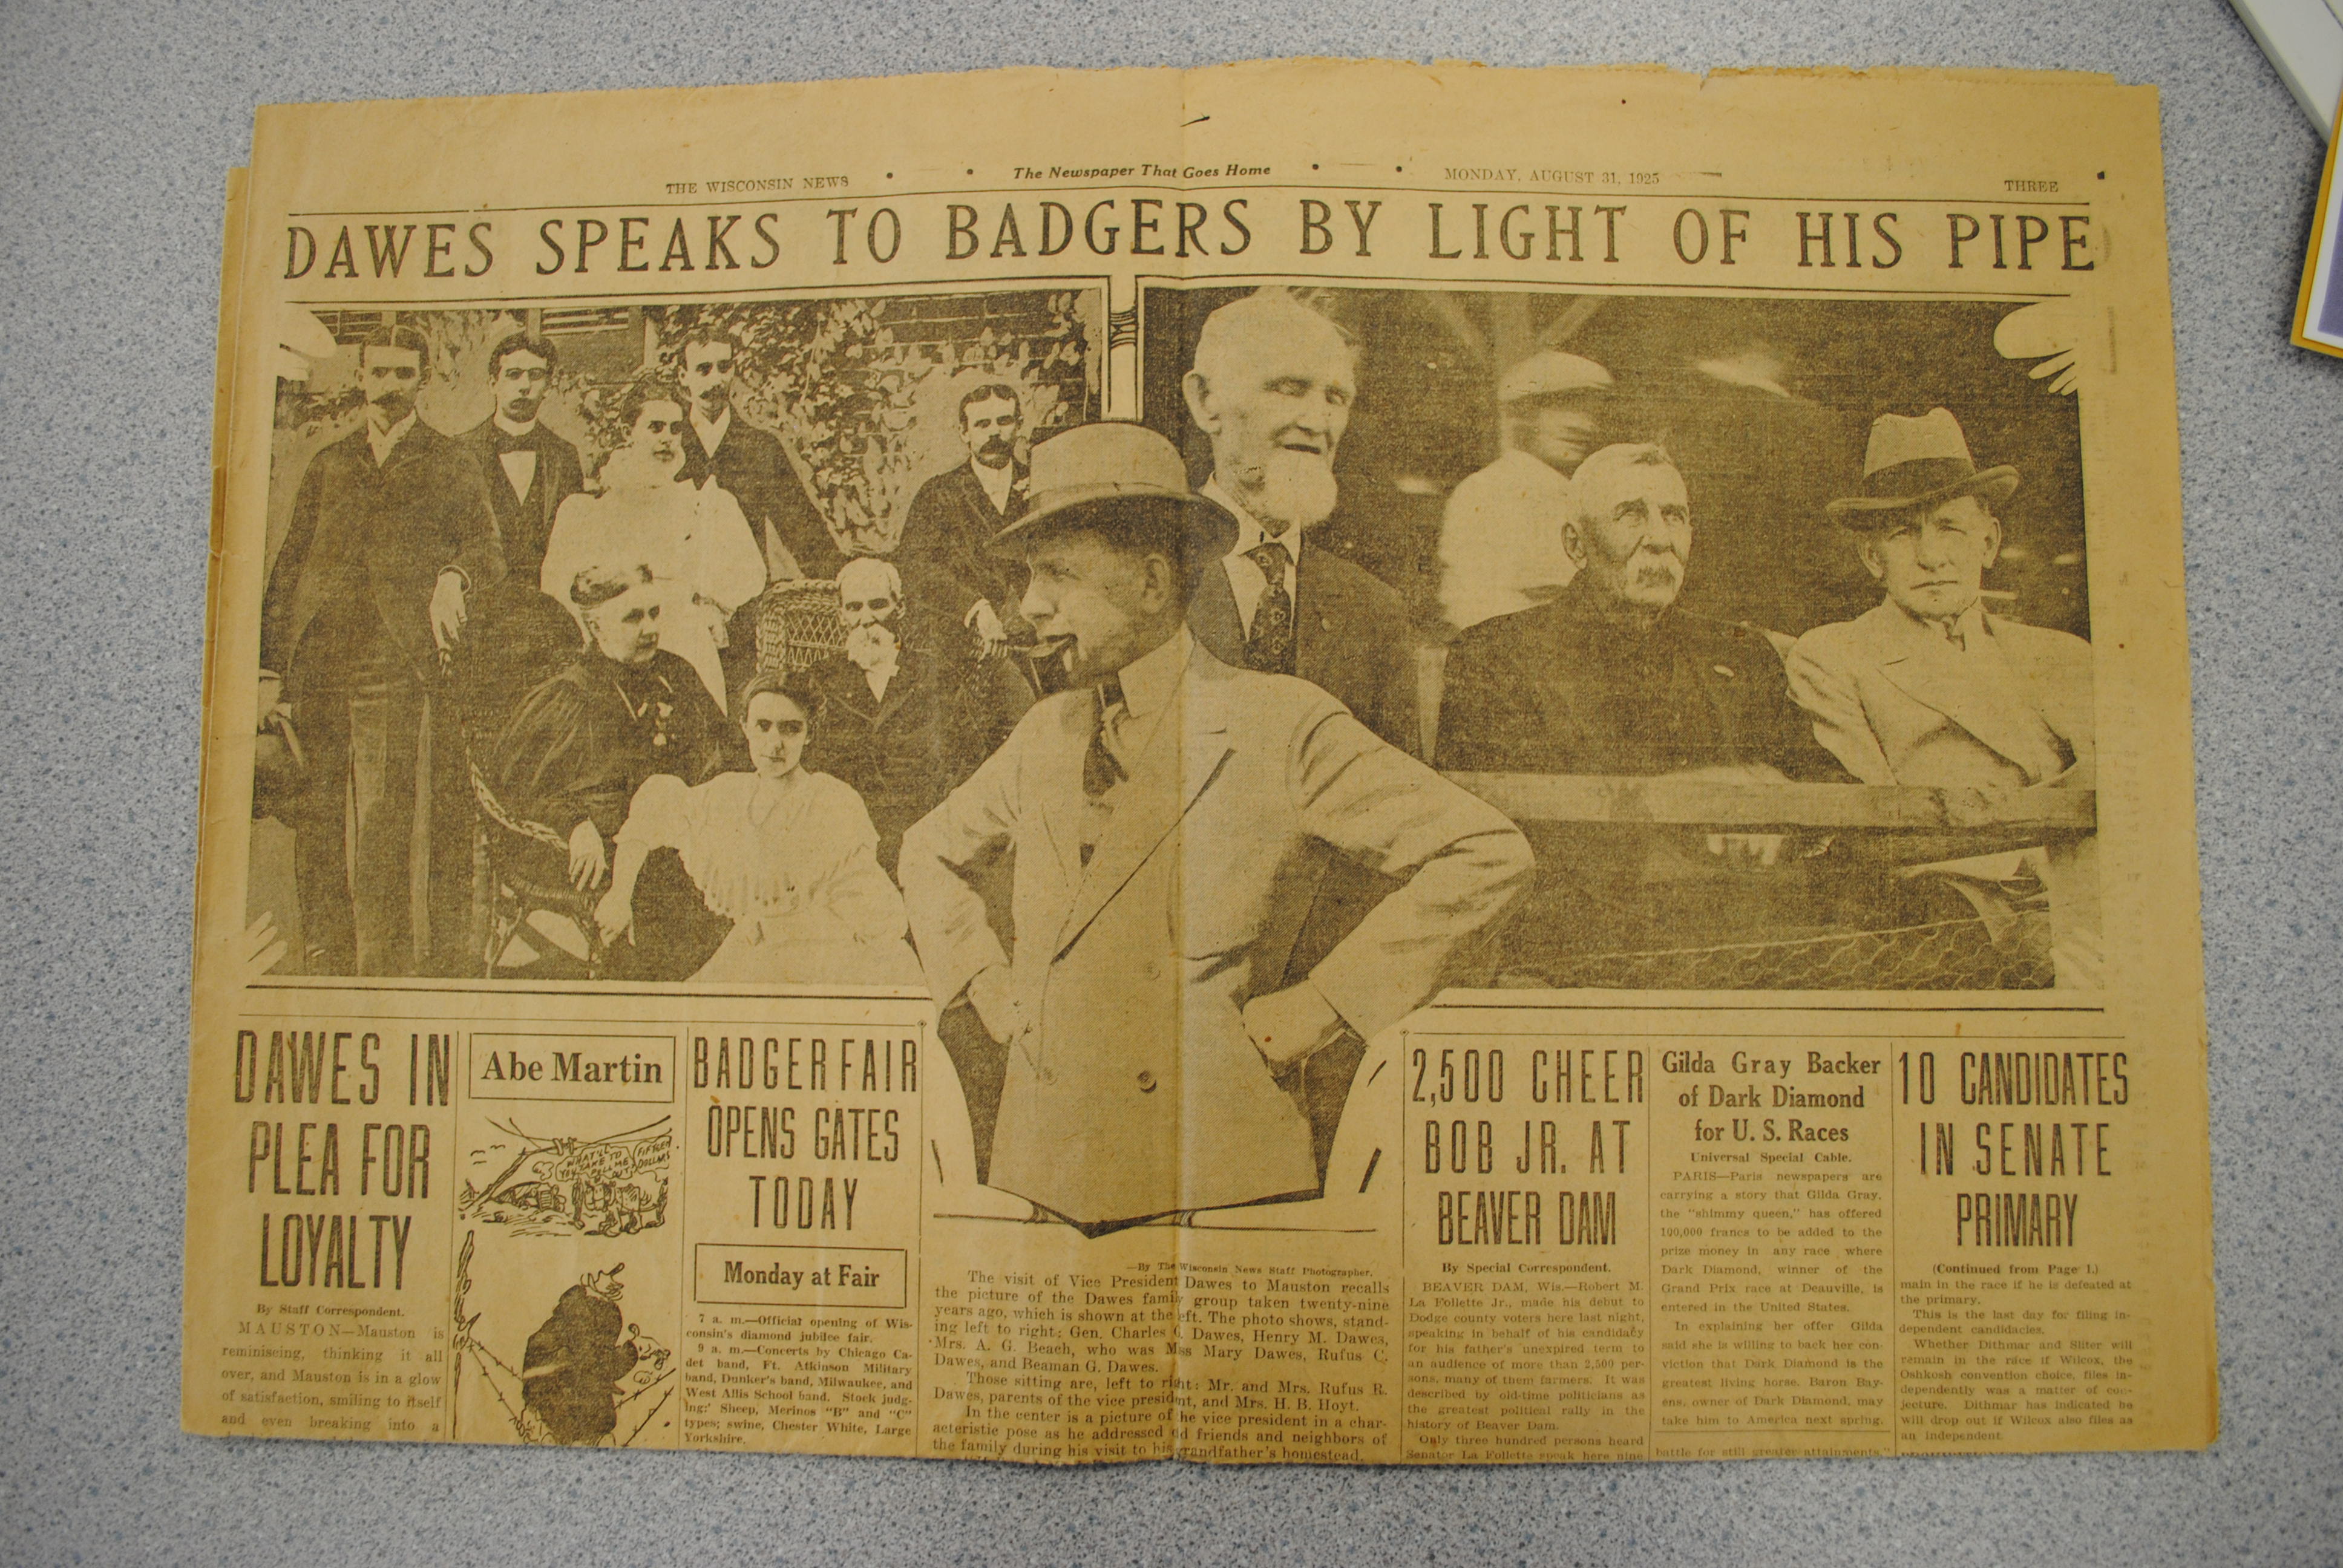 THE WISCONSIN NEWS • • The Newspaper That Goes Home • • MONDAY, AUGUST 31, 1925 THREE
DAWES SPEAKS TO BADGERS BY LIGHT OF HIS PIPE
DAWES IN
PLEA FOR
LOYALTY
By Staff Correspondent.
MAUSTON—Mauston is
reminiscing, thinking it all
over, and Mauston is in a glow
of satisfaction, smiling to itself
and even breaking into a
Abe Martin
WHAT'LL
YOU TAKE TO
PULL ME
OUT?
FIFTEEN
DOLLARS
BADGER FAIR
OPENS GATES
TODAY
Monday at Fair
7 a. m.—Official opening of Wis-
consin's diamond jubilee fair.
9 a. m.—Concerts by Chicago Ca-
det band, Ft. Atkinson Military
band, Dunker's band, Milwaukee, and
West Allis School band. Stock judg-
ing: Sheep, Merinos "B" and "C"
types; swine, Chester White, Large
Yorkshire.
—By The Wisconsin News Staff Photographer.
The visit of Vice President Dawes to Mauston recalls
the picture of the Dawes family group taken twenty-nine
years ago, which is shown at the left. The photo shows, stand-
ing left to right: Gen. Charles G. Dawes, Henry M. Dawes,
Mrs. A. G. Beach, who was Miss Mary Dawes, Rufus C.
Dawes, and Beaman G. Dawes.
Those sitting are, left to right: Mr. and Mrs. Rufus R.
Dawes, parents of the vice president, and Mrs. H. B. Hoyt.
In the center is a picture of the vice president in a char-
acteristic pose as he addressed old friends and neighbors of
the family during his visit to his grandfather's homestead.
2,500 CHEER
BOB JR. AT
BEAVER DAM
By Special Correspondent.
BEAVER DAM, Wis.—Robert M.
La Follette Jr., made his debut to
Dodge county voters here last night,
speaking in behalf of his candidacy
for his father's unexpired term to
an audience of more than 2,500 per-
sons, many of them farmers. It was
described by old-time politicians as
the greatest political rally in the
history of Beaver Dam.
Only three hundred persons heard
Senator La Follette speak here nine
Gilda Gray Backer
of Dark Diamond
for U. S. Races
Universal Special Cable.
PARIS—Paris newspapers are
carrying a story that Gilda Gray,
the "shimmy queen," has offered
100,000 francs to be added to the
prize money in any race where
Dark Diamond, winner of the
Grand Prix race at Deauville, is
entered in the United States.
In explaining her offer Gilda
said she is willing to back her con-
viction that Dark Diamond is the
greatest living horse. Baron Bay-
ens, owner of Dark Diamond, may
take him to America next spring.
battle for still greater attainments."
10 CANDIDATES
IN SENATE
PRIMARY
(Continued from Page 1.)
main in the race if he is defeated at
the primary.
This is the last day for filing in-
dependent candidacies.
Whether Dithmar and Sliter will
remain in the race if Wilcox, the
Oshkosh convention choice, files in-
dependently was a matter of con-
jecture. Dithmar has indicated he
will drop out if Wilcox also files as
an independent